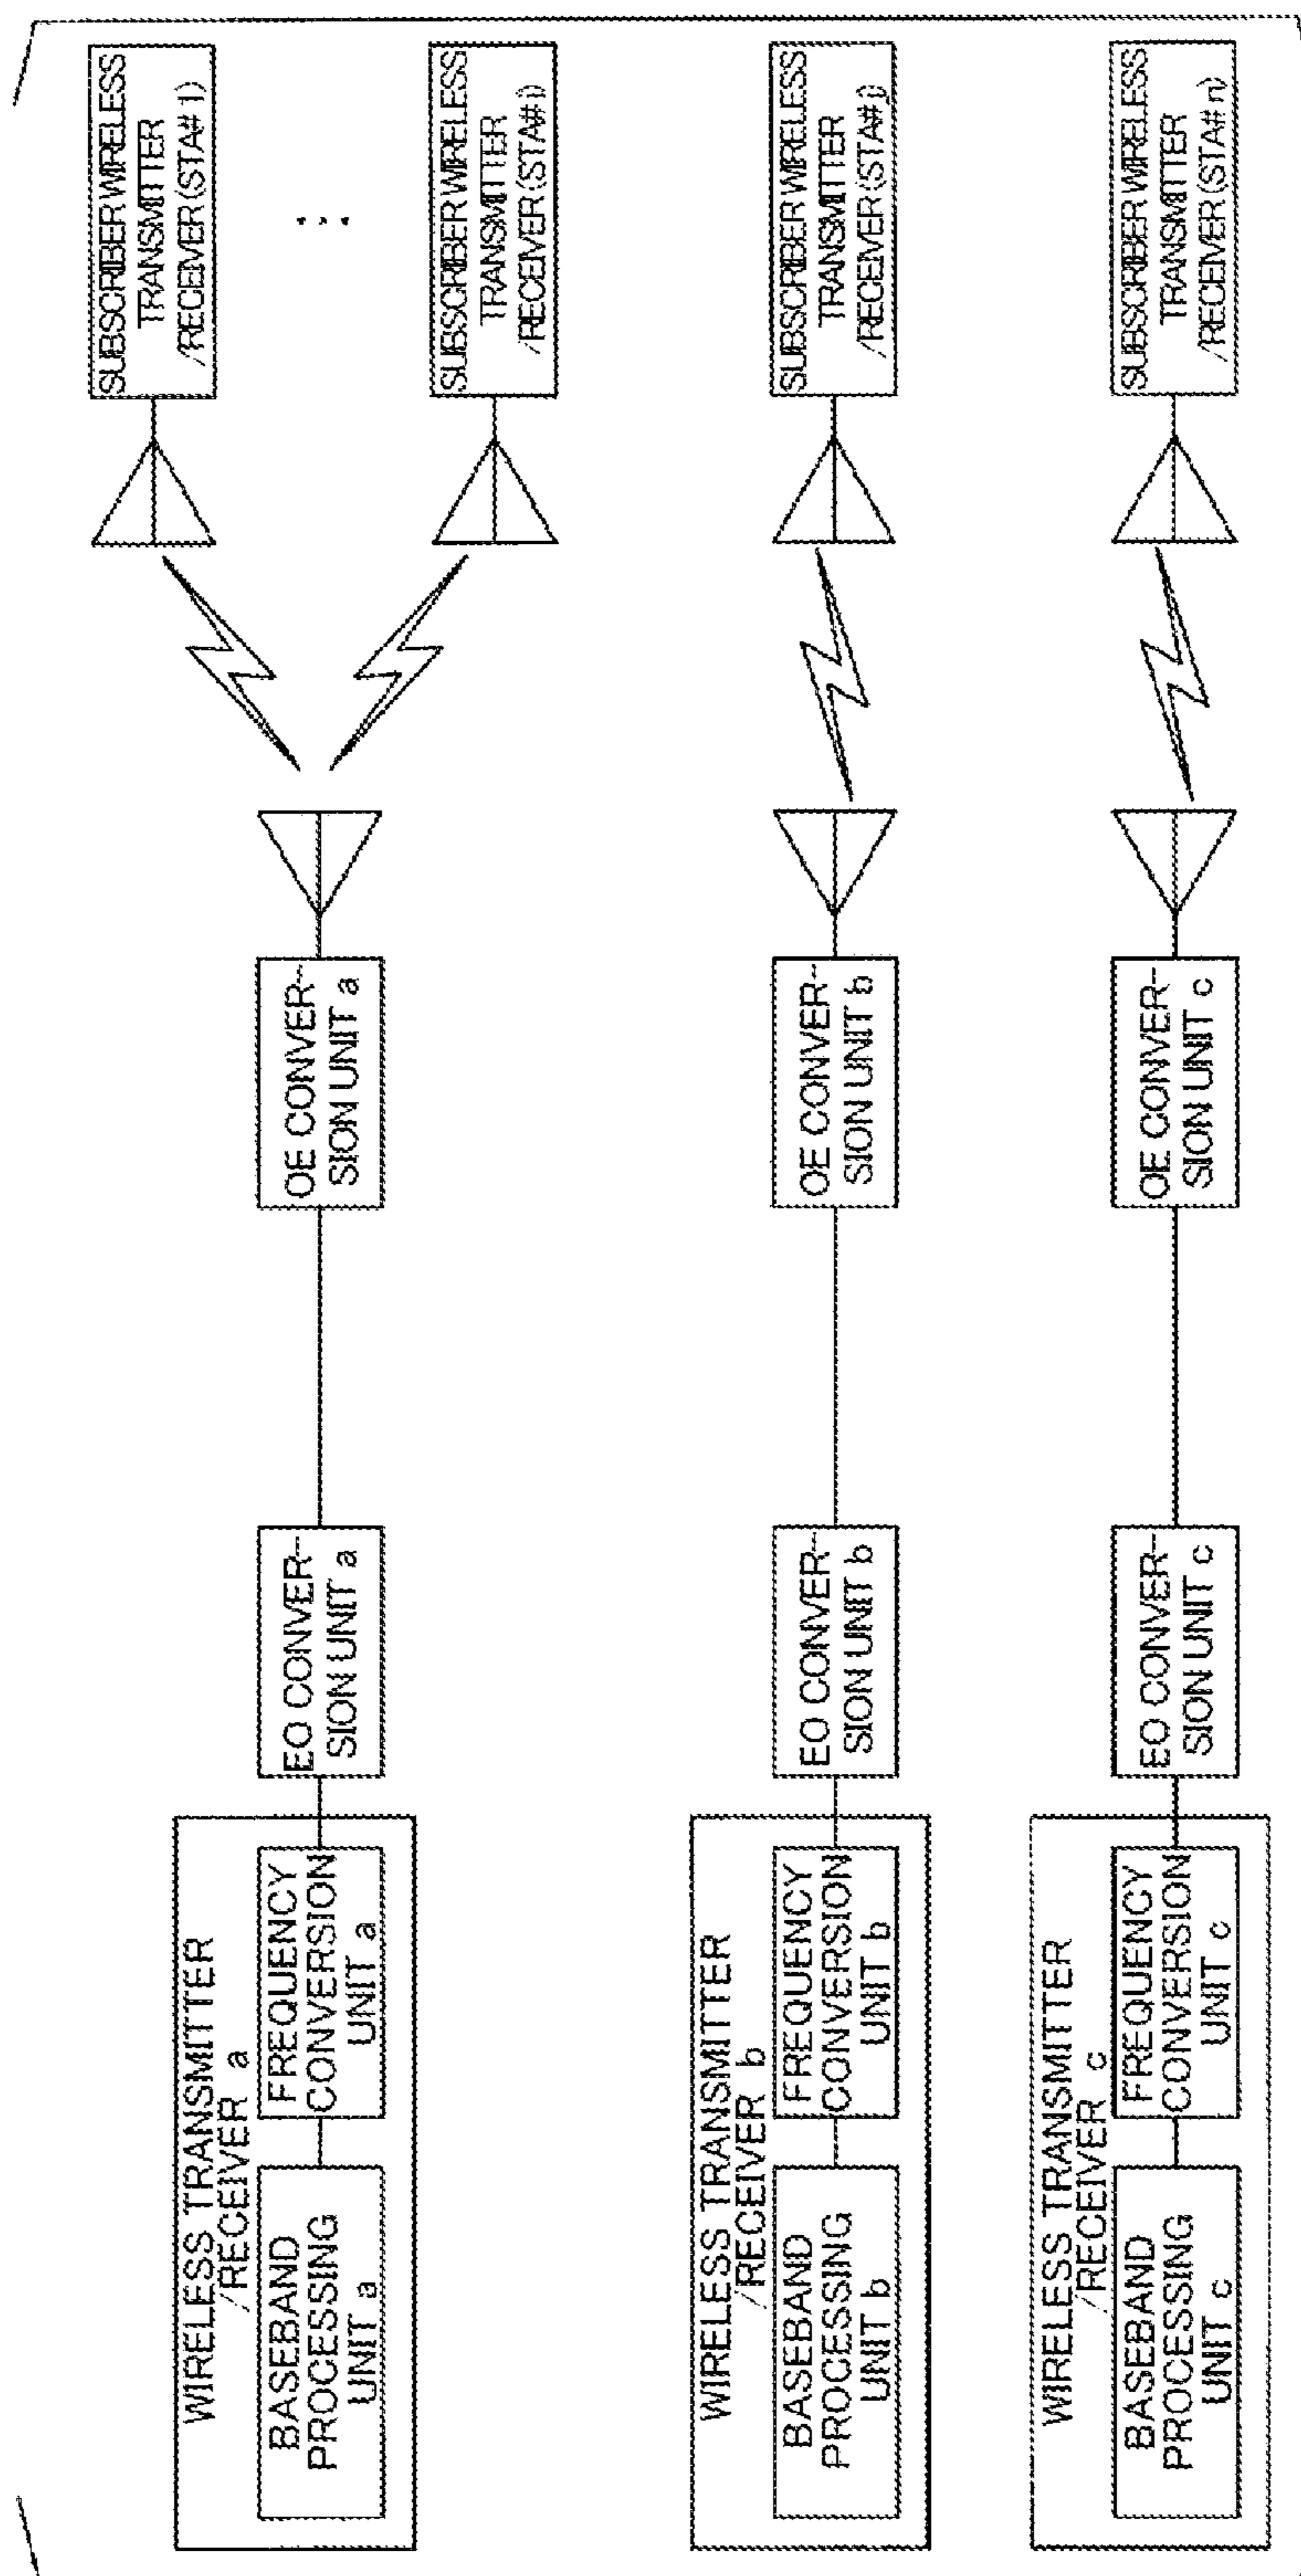 WIRELESS TRANSMITTER
/RECEIVER a
BASEBAND
PROCESSING
UNIT a
FREQUENCY
CONVERSION
UNIT a
EO CONVER-
SION UNIT a
OE CONVER-
SION UNIT a
SUBSCRIBER WIRELESS
TRANSMITTER
/RECEIVER (STA# 1)
...
SUBSCRIBER WIRELESS
TRANSMITTER
/RECEIVER (STA# i)
WIRELESS TRANSMITTER
/RECEIVER b
BASEBAND
PROCESSING
UNIT b
FREQUENCY
CONVERSION
UNIT b
EO CONVER-
SION UNIT b
OE CONVER-
SION UNIT b
SUBSCRIBER WIRELESS
TRANSMITTER
/RECEIVER (STA# j)
WIRELESS TRANSMITTER
/RECEIVER c
BASEBAND
PROCESSING
UNIT c
FREQUENCY
CONVERSION
UNIT c
EO CONVER-
SION UNIT c
OE CONVER-
SION UNIT c
SUBSCRIBER WIRELESS
TRANSMITTER
/RECEIVER (STA# n)